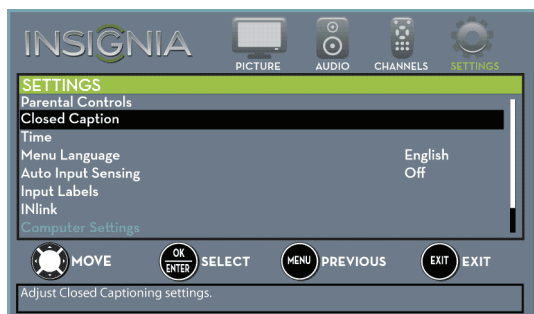 INSIGNIA
PICTURE AUDIO CHANNELS SETTINGS
SETTINGS
Parental Controls
Closed Caption
Time
Menu Language English
Auto Input Sensing Off
Input Labels
INlink
Computer Settings
MOVE OK ENTER SELECT MENU PREVIOUS EXIT EXIT
Adjust Closed Captioning settings.